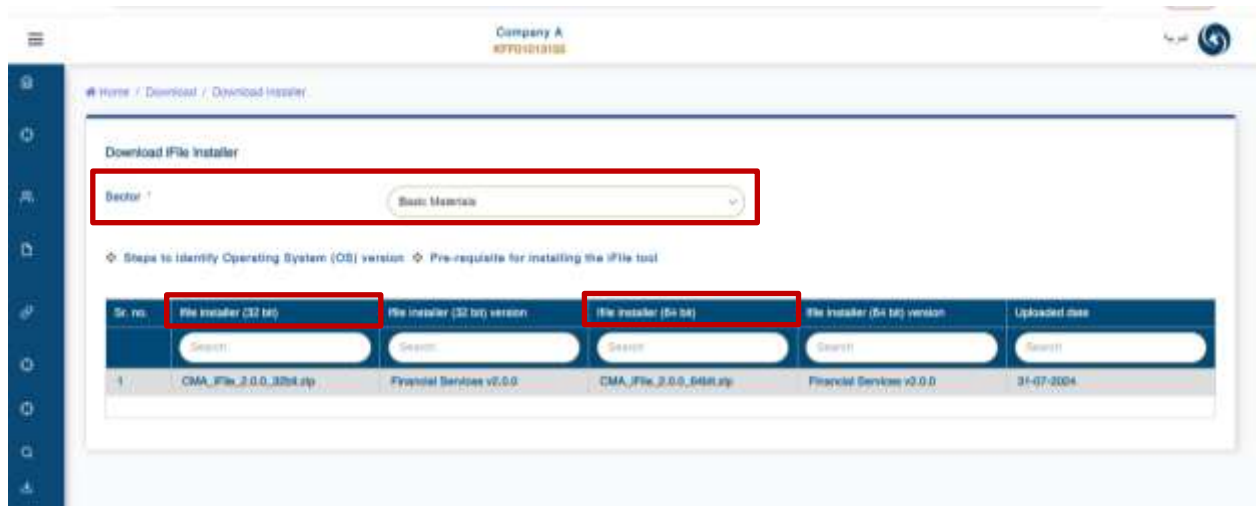 Company A
عربية
Home / Download / Download Installer
Download iFile Installer
Sector *
Basic Materials
Steps to identify Operating System (OS) version Pre-requisite for installing the iFile tool
Sr. no. Ifile installer (32 bit) Ifile installer (32 bit) version Ifile installer (64 bit) Ifile installer (64 bit) version Uploaded date
Search Search Search Search Search
1 CMA_iFile_2.0.0_32bit.zip Financial Services v2.0.0 CMA_iFile_2.0.0_64bit.zip Financial Services v2.0.0 31-07-2024